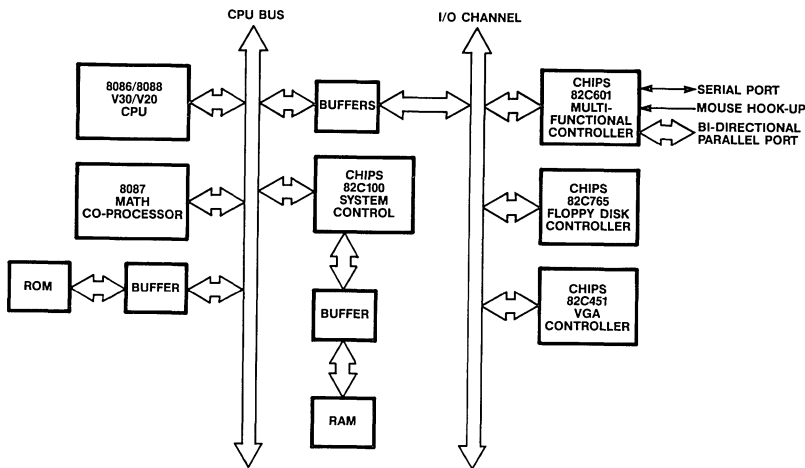 CPU BUS
I/O CHANNEL
8086/8088
V30/V20
CPU
BUFFERS
CHIPS
82C601
MULTI-
FUNCTIONAL
CONTROLLER
SERIAL PORT
MOUSE HOOK-UP
BI-DIRECTIONAL
PARALLEL PORT
8087
MATH
CO-PROCESSOR
CHIPS
82C100
SYSTEM
CONTROL
CHIPS
82C765
FLOPPY DISK
CONTROLLER
ROM
BUFFER
BUFFER
CHIPS
82C451
VGA
CONTROLLER
RAM